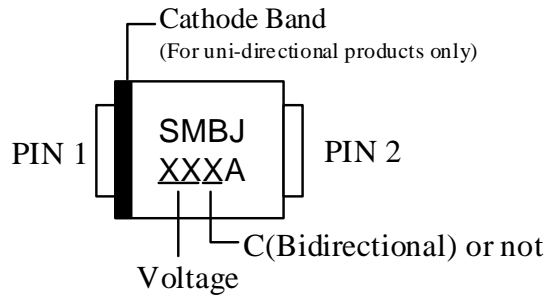 Cathode Band
(For uni-directional products only)
SMBJ
PIN 1
XXXA
PIN 2
C(Bidirectional) or not
Voltage